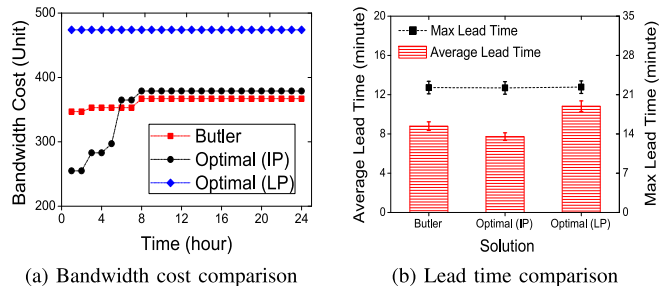 500
400
300
200
Bandwidth Cost (Unit)
Butler
Optimal (IP)
Optimal (LP)
0 4 8 12 16 20 24
Time (hour)
(a) Bandwidth cost comparison
20
16
12
8
4
0
Average Lead Time (minute)
Max Lead Time
Average Lead Time
35
28
21
14
7
0
Max Lead Time (minute)
Butler Optimal (IP) Optimal (LP)
Solution
(b) Lead time comparison